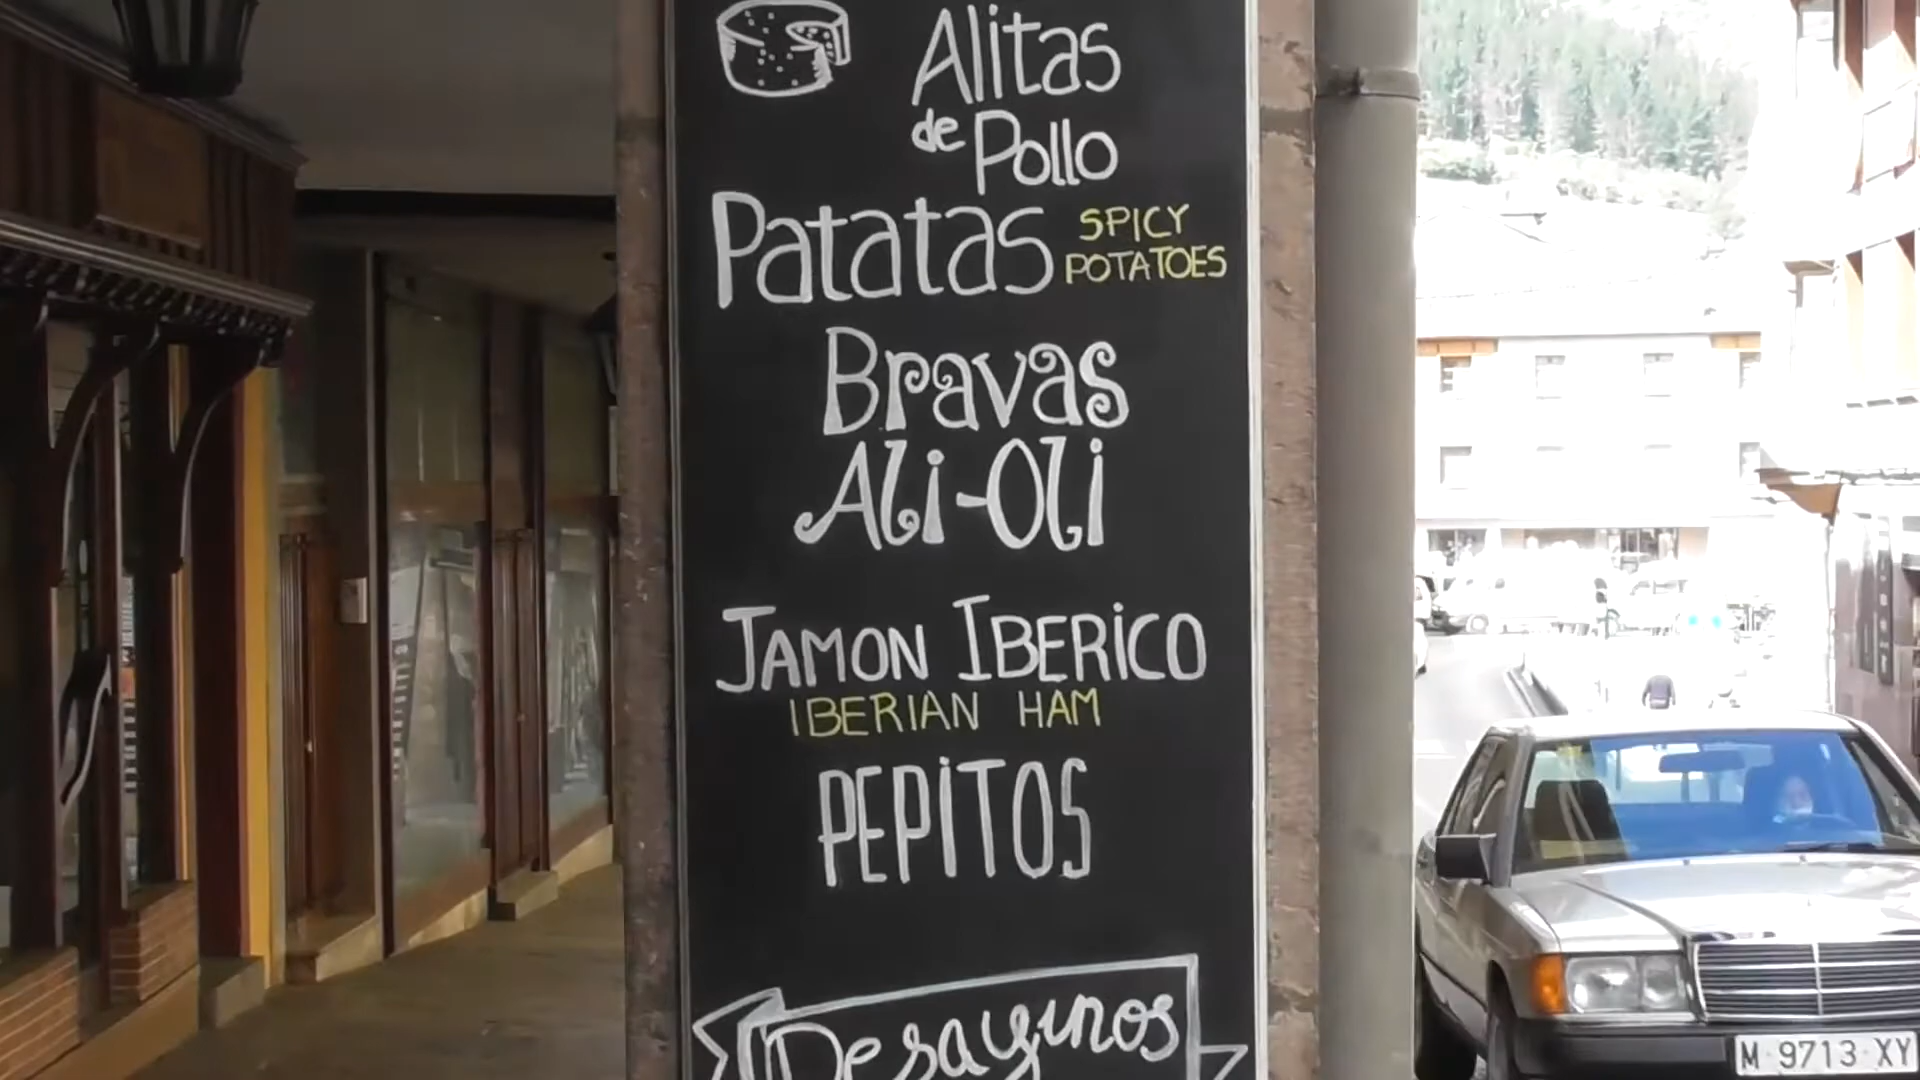 Alitas
de Pollo
Patatas SPICY
POTATOES
Bravas
Ali-Oli
JAMON IBERICO
IBERIAN HAM
PEPITOS
Desayunos
M 9713 XY